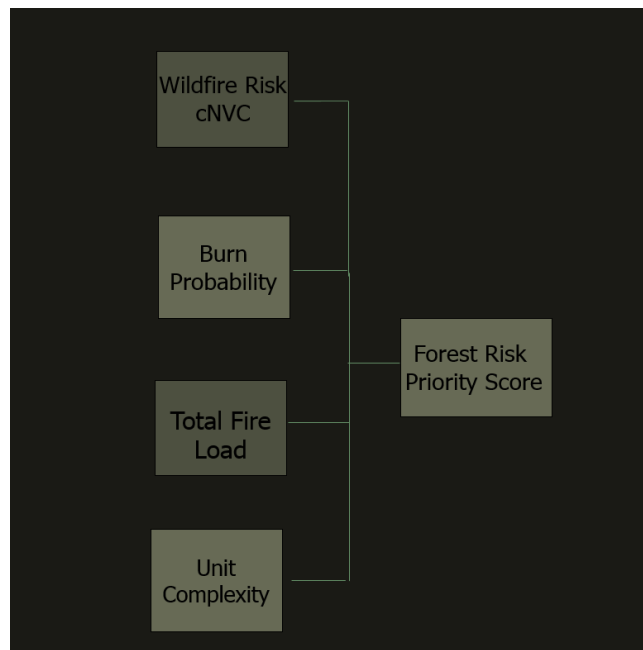 Wildfire Risk
cNVC
Burn
Probability
Forest Risk
Priority Score
Total Fire
Load
Unit
Complexity